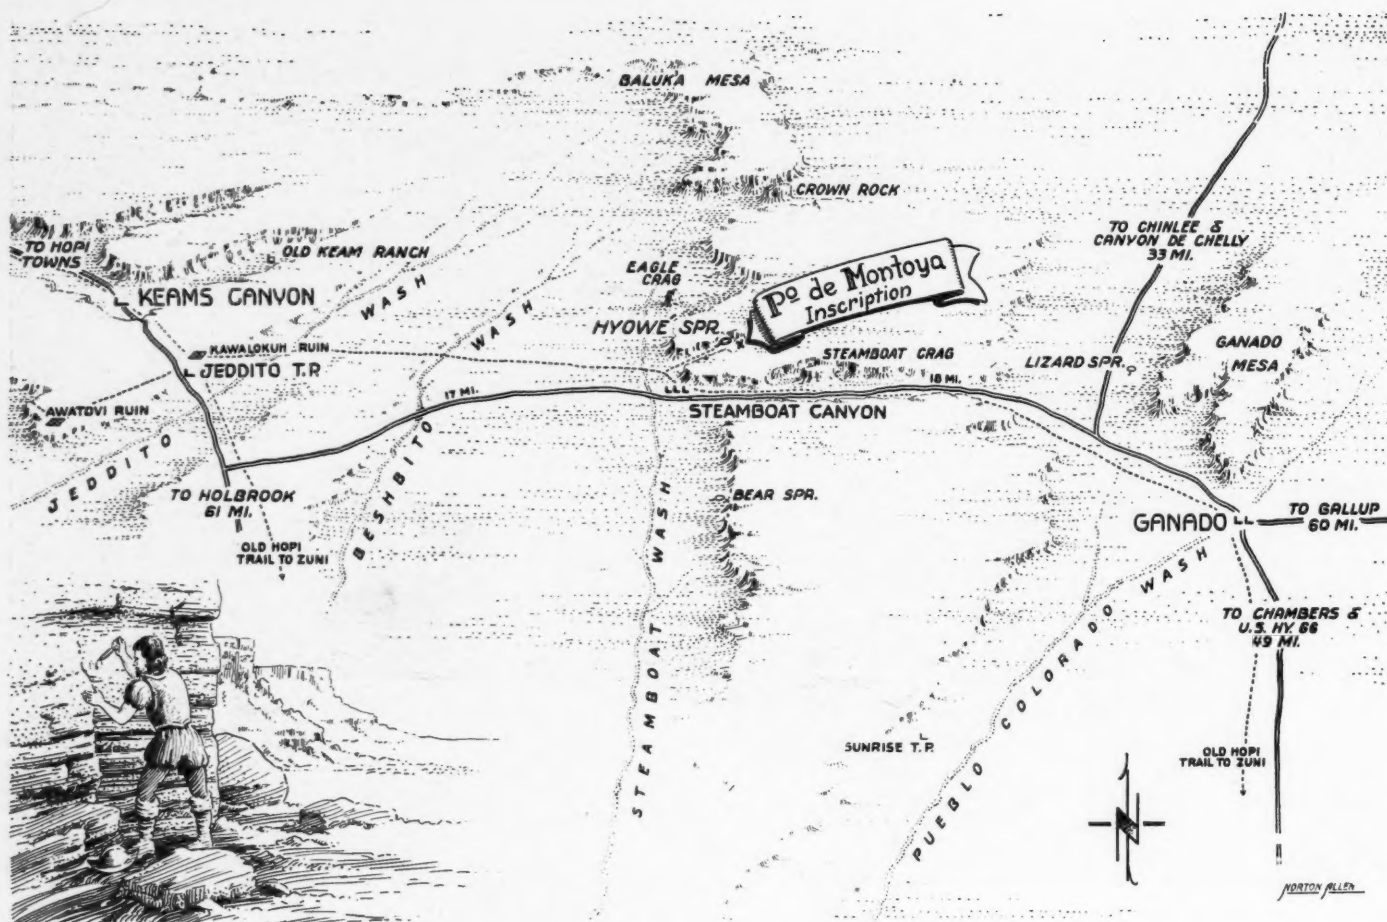 BALUKA MESA
CROWN ROCK
TO HOPI
TOWNS
OLD KEAM RANCH
KEAMS CANYON
WASH
WASH
EAGLE
CRAG
Pº de Montoya
Inscription
TO CHINLEE &
CANYON DE CHELLY
33 MI.
HYOWE SPR.
KAWALOKUH RUIN
JEDDITO T.P.
STEAMBOAT CRAG
LIZARD SPR.
GANADO
MESA
17 MI.
18 MI.
AWATOVI RUIN
STEAMBOAT CANYON
JEDDITO
BESHBITO
TO HOLBROOK
61 MI.
BEAR SPR.
GANADO
TO GALLUP
60 MI.
OLD HOPI
TRAIL TO ZUNI
STEAMBOAT WASH
PUEBLO COLORADO WASH
TO CHAMBERS &
U.S. HY. 66
49 MI.
SUNRISE T.P.
OLD HOPI
TRAIL TO ZUNI
N
NORTON ALLEN